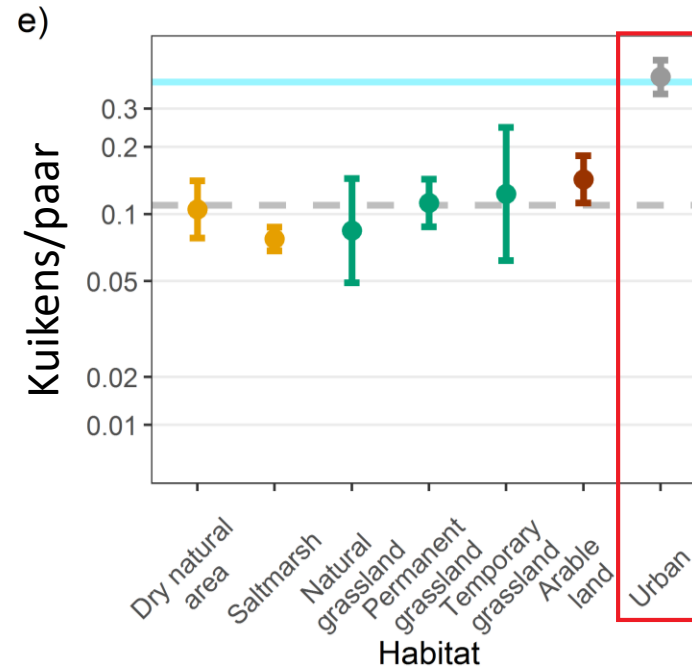 e)
Kuikens/paar
0.3
0.2
0.1
0.05
0.02
0.01
Dry natural
area
Saltmarsh
Natural
grassland
Permanent
grassland
Temporary
grassland
Arable
land
Urban
Habitat